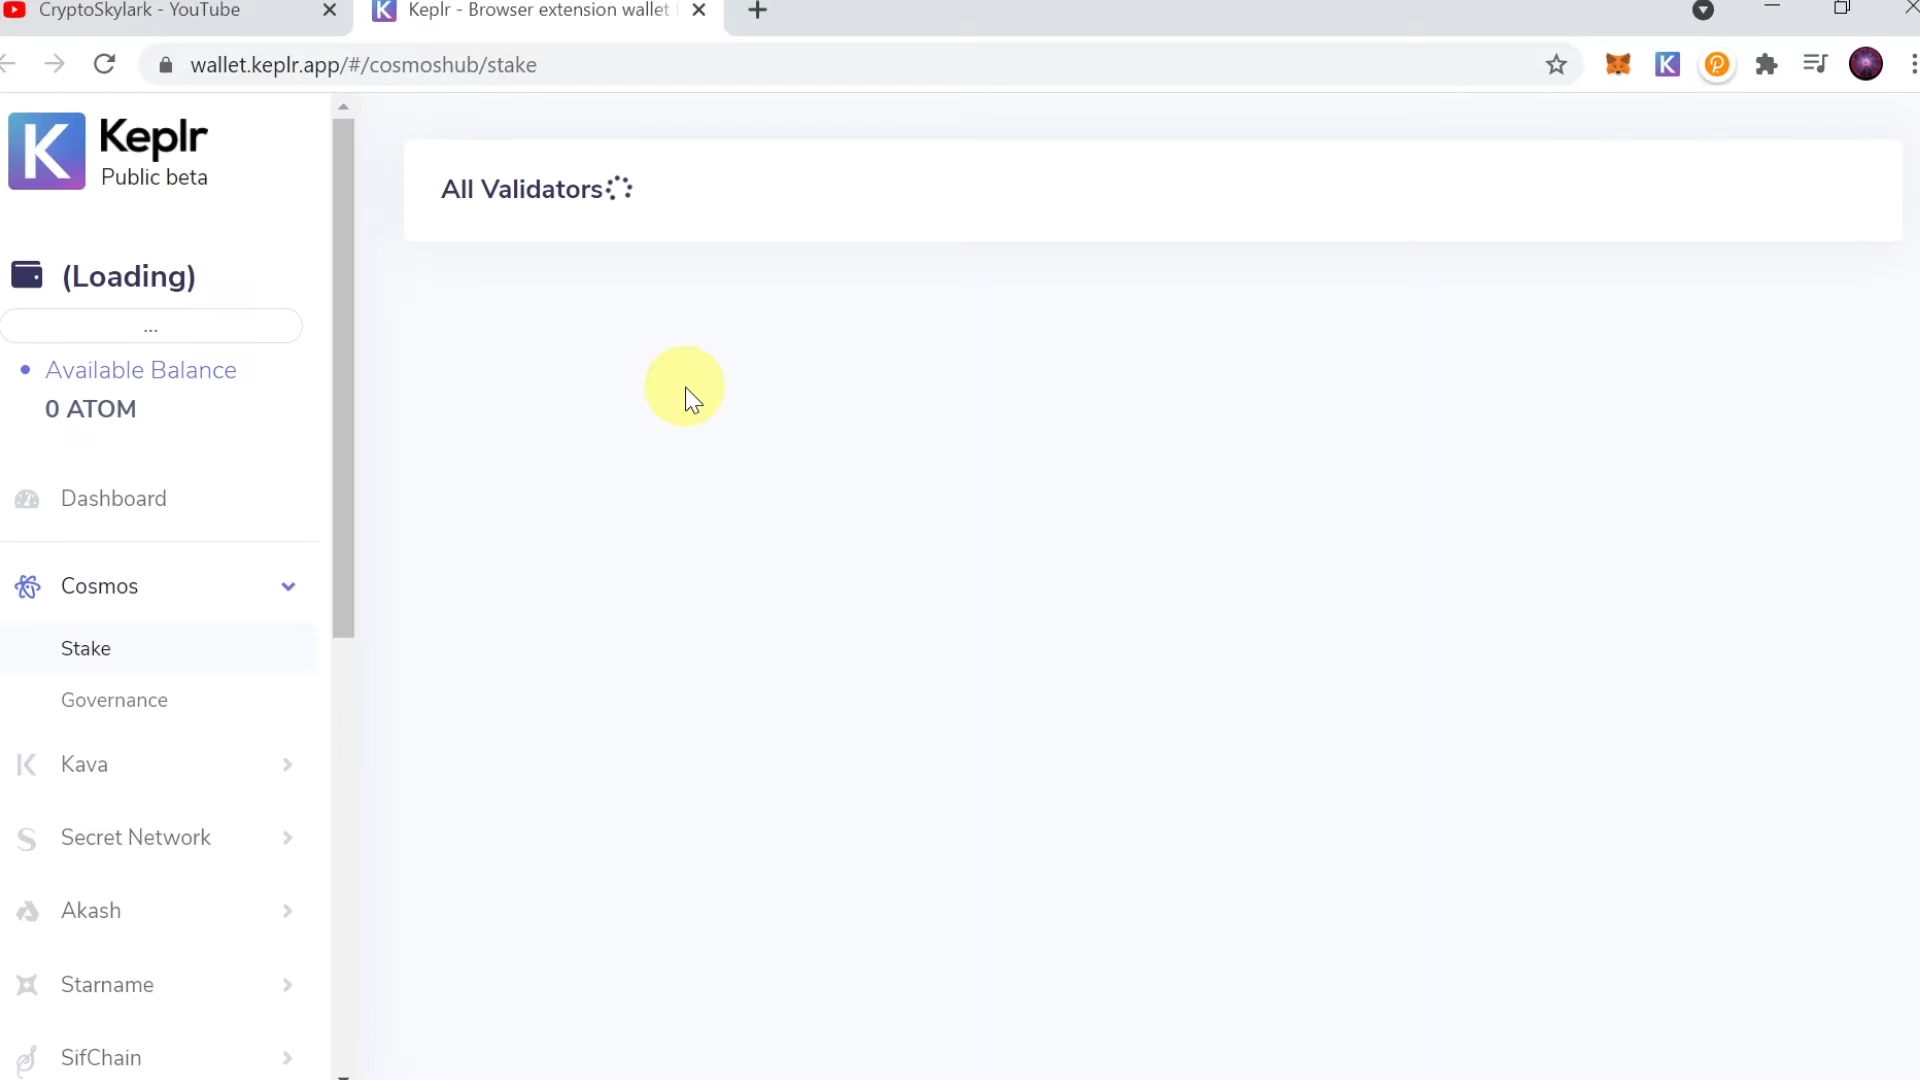 CryptoSkylark - YouTube
Keplr - Browser extension wallet
wallet.keplr.app/#/cosmoshub/stake
K
Keplr
Public beta
All Validators
(Loading)
...
Available Balance
0 ATOM
Dashboard
Cosmos
Stake
Governance
Kava
Secret Network
Akash
Starname
SifChain